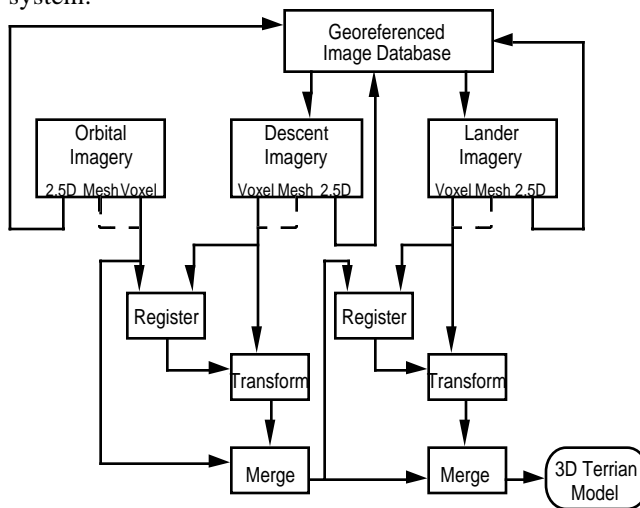 system.
Georeferenced
Image Database
Orbital
Imagery
2.5D Mesh Voxel
Descent
Imagery
Voxel Mesh 2.5D
Lander
Imagery
Voxel Mesh 2.5D
Register
Register
Transform
Transform
Merge
Merge
3D Terrian
Model